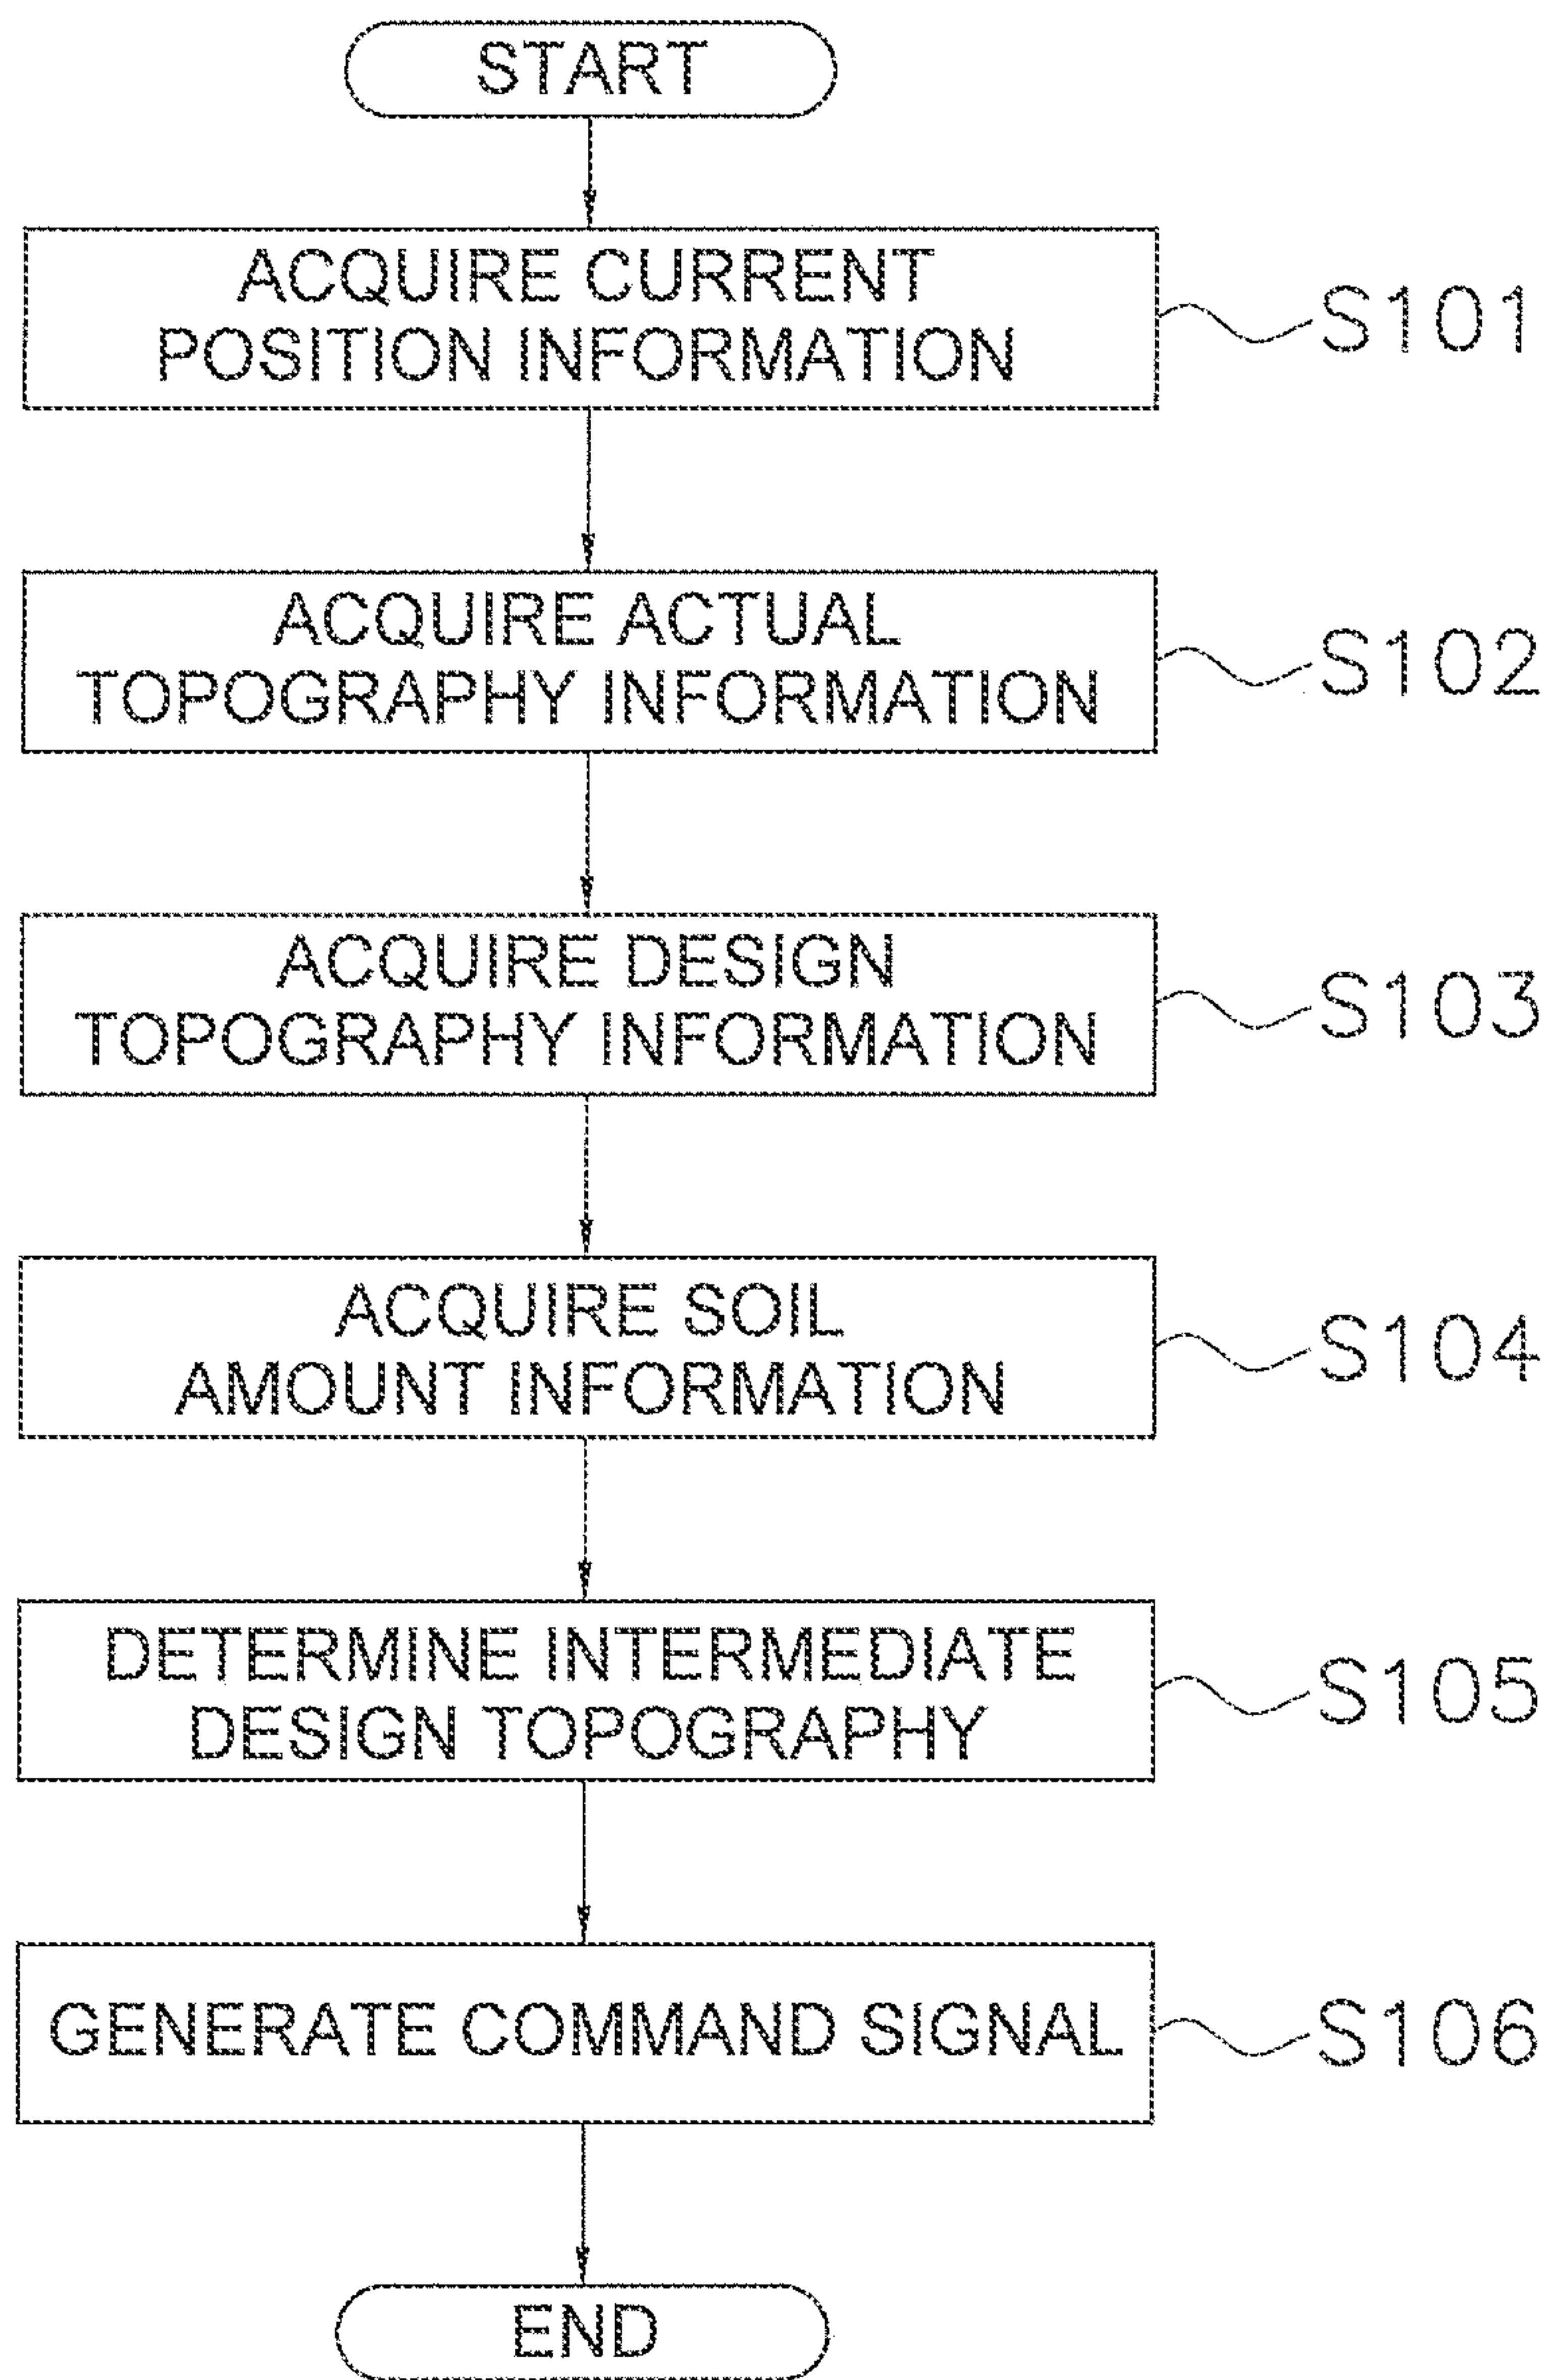 START
ACQUIRE CURRENT
POSITION INFORMATION
S101
ACQUIRE ACTUAL
TOPOGRAPHY INFORMATION
S102
ACQUIRE DESIGN
TOPOGRAPHY INFORMATION
S103
ACQUIRE SOIL
AMOUNT INFORMATION
S104
DETERMINE INTERMEDIATE
DESIGN TOPOGRAPHY
S105
GENERATE COMMAND SIGNAL
S106
END